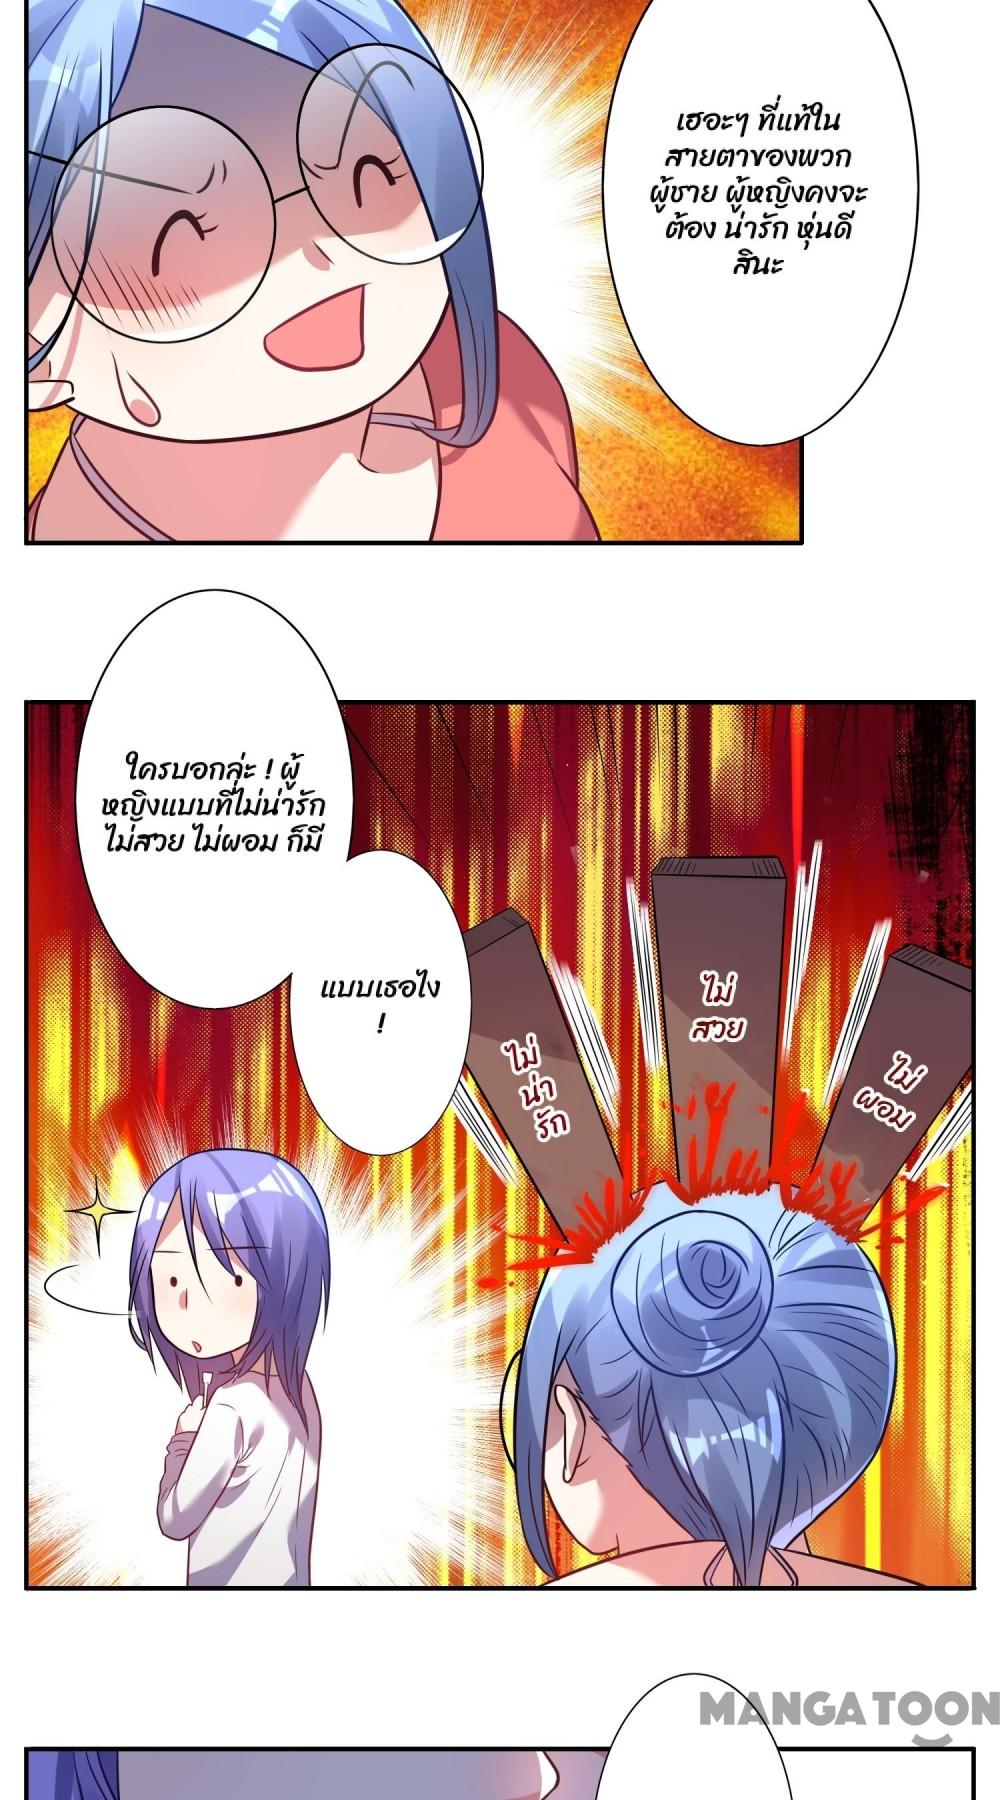 เฮอะๆ ที่แท้ใน
สายตาของพวก
ผู้ชาย ผู้หญิงคงจะ
ต้อง น่ารัก หุ่นดี
สินะ
ใครบอกล่ะ ! ผู้
หญิงแบบที่ไม่น่ารัก
ไม่สวย ไม่ผอม ก็มี
แบบเธอไง
!
ไม่
น่า
รัก
ไม่
สวย
ไม่
ผอม
MANGATOON